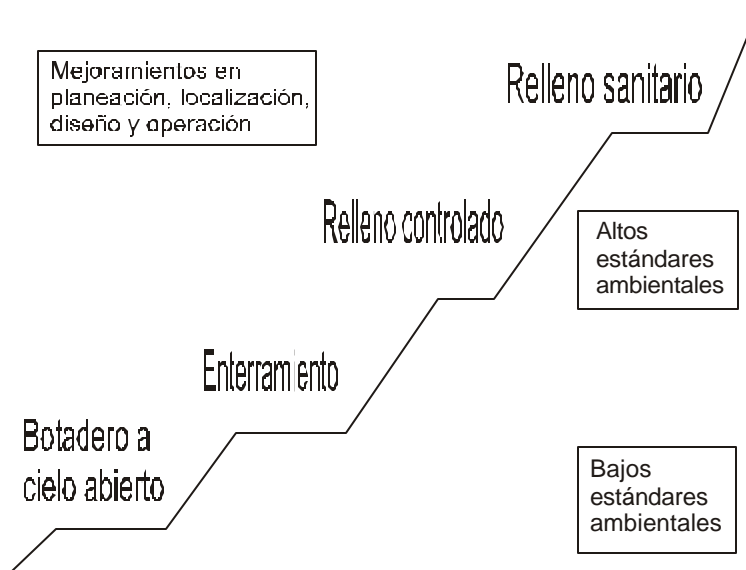 Mejoramientos en
planeación, localización,
diseño y operación
Relleno sanitario
Relleno controlado
Altos
estándares
ambientales
Enterramiento
Botadero a
cielo abierto
Bajos
estándares
ambientales